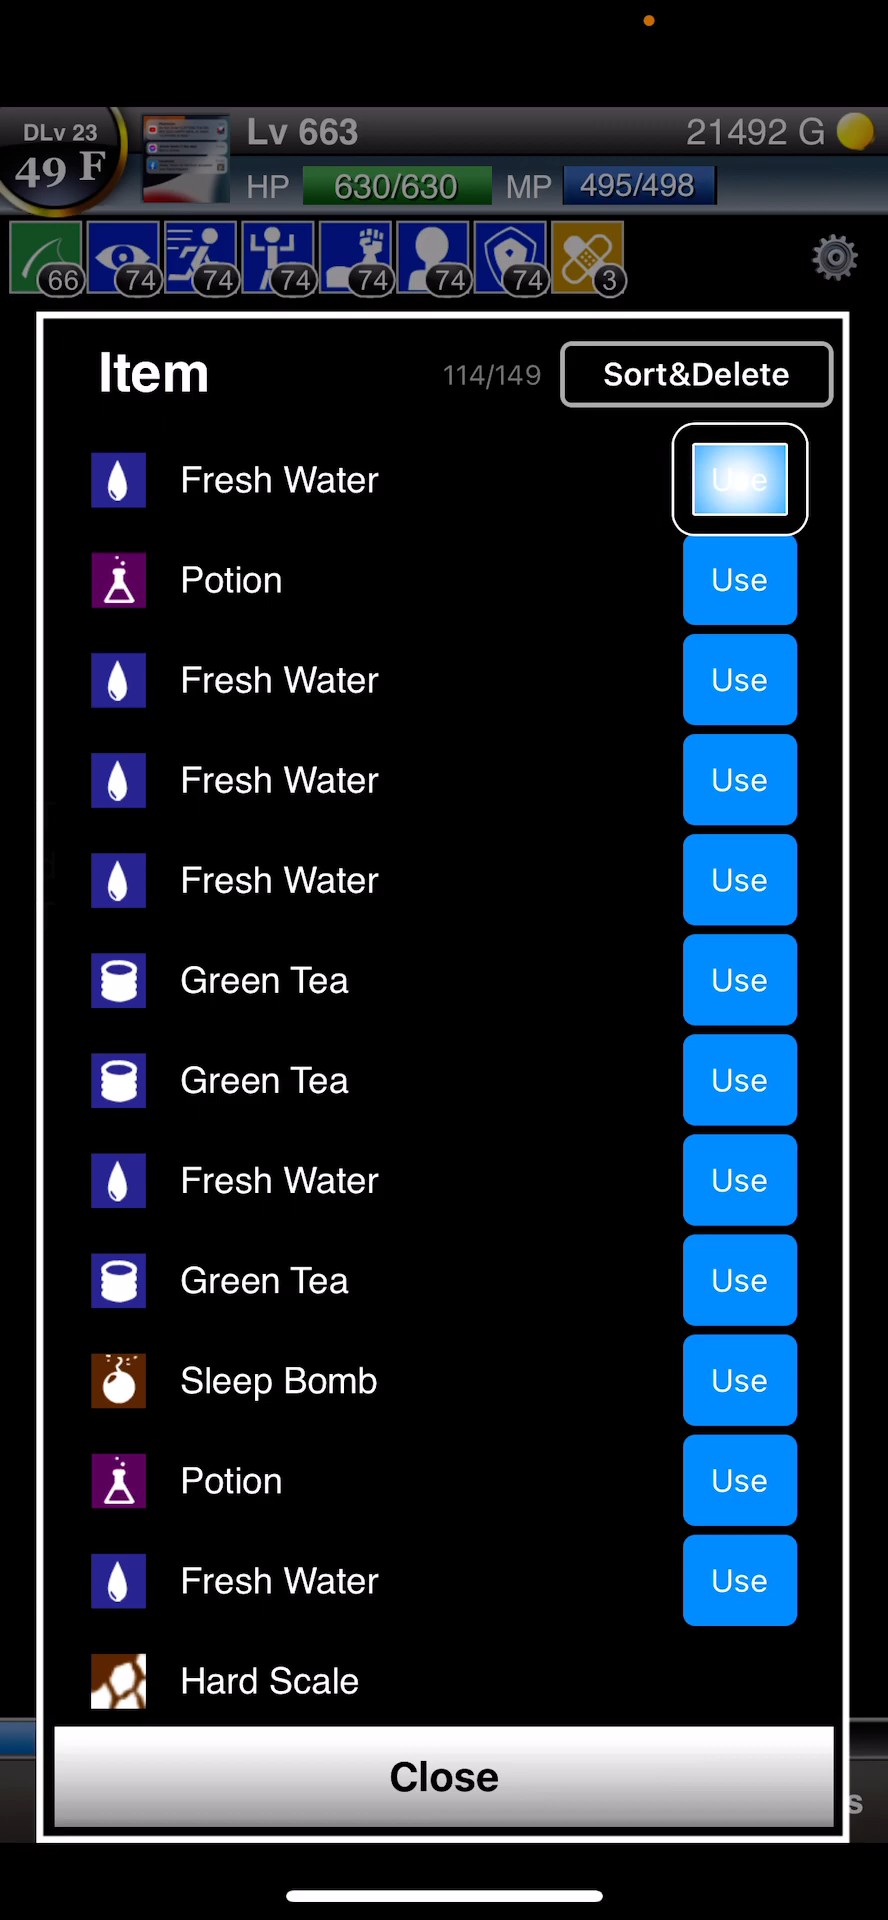 DLv 23
49 F
Lv 663
21492 G
HP 630/630 MP 495/498
66 74 74 74 74 74 74 3
Item 114/149 Sort&Delete
Fresh Water Use
Potion Use
Fresh Water Use
Fresh Water Use
Fresh Water Use
Green Tea Use
Green Tea Use
Fresh Water Use
Green Tea Use
Sleep Bomb Use
Potion Use
Fresh Water Use
Hard Scale
Close
s